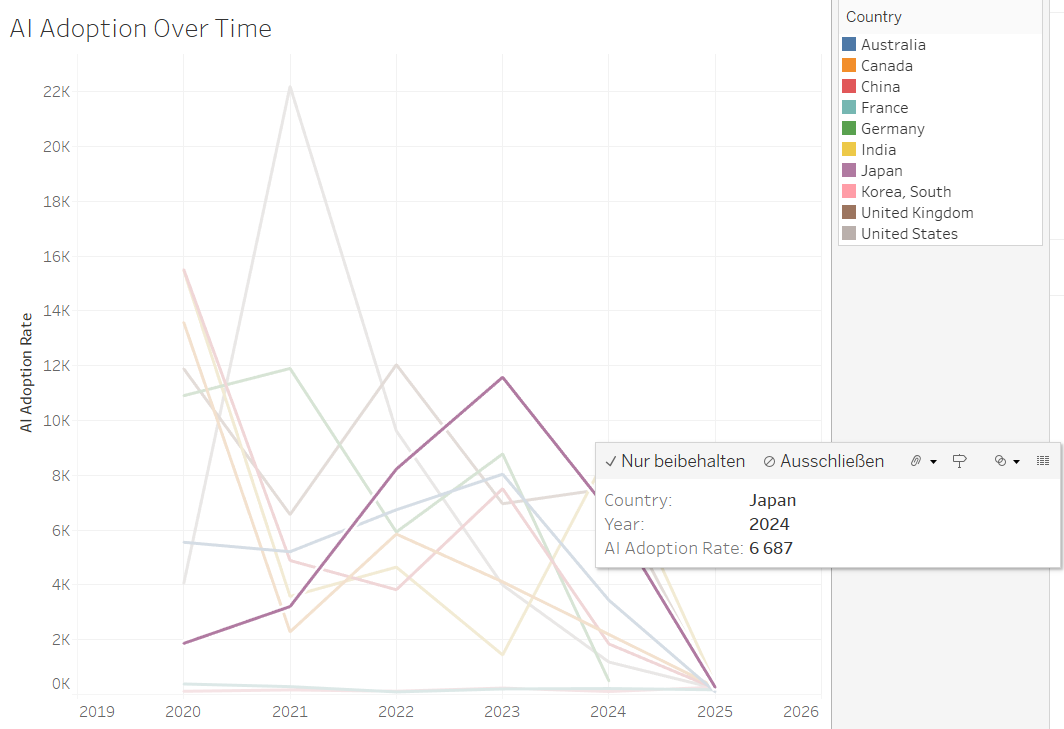 AI Adoption Over Time
Country
Australia
Canada
China
France
Germany
India
Japan
Korea, South
United Kingdom
United States
AI Adoption Rate
22K
20K
18K
16K
14K
12K
10K
8K
6K
4K
2K
0K
2019 2020 2021 2022 2023 2024 2025 2026
Nur beibehalten Ausschließen
Country: Japan
Year: 2024
AI Adoption Rate: 6 687